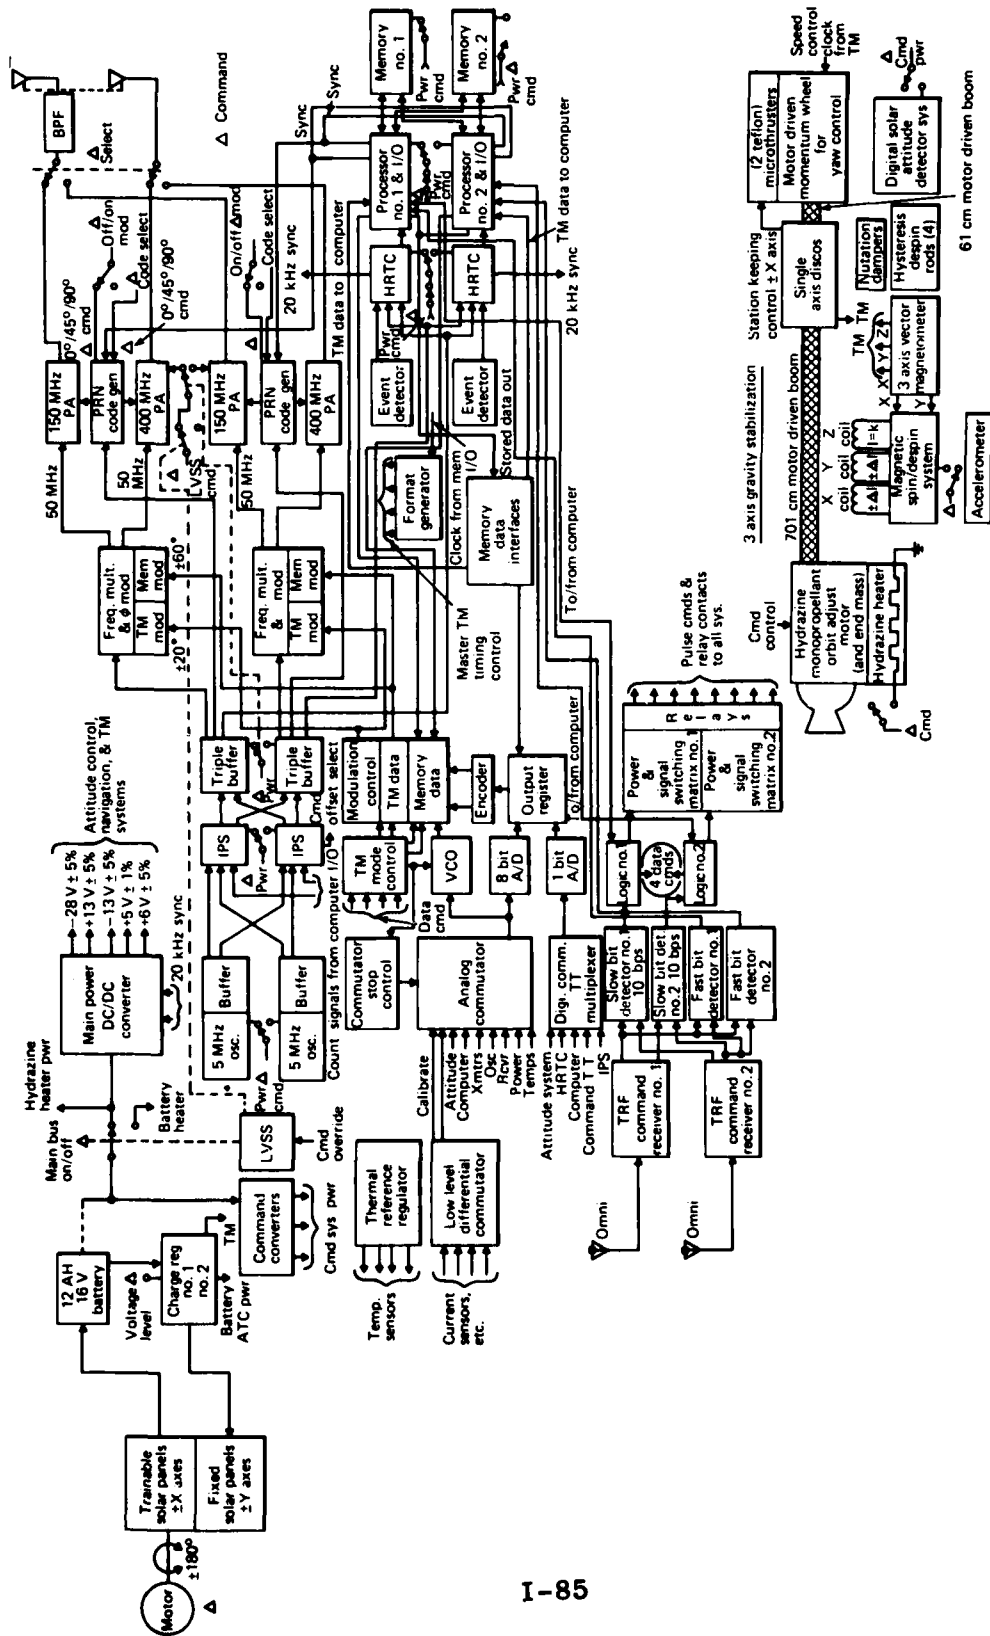 Motor
±180°
Trainable
solar panels
±X axes
Fixed
solar panels
±Y axes
12 AH
16 V
battery
Voltage
level
Charge reg
no. 1
no. 2
Battery
ATC pwr
TM
Command
converters
Cmd sys pwr
Hydrazine
heater pwr
Main bus
on/off
Battery
heater
LVSS
Cmd
override
Main power
DC/DC
converter
-28 V ± 5%
+13 V ± 5%
-13 V ± 5%
+5 V ± 1%
+6 V ± 5%
Attitude control,
navigation, & TM
systems
20 kHz sync
5 MHz
osc.
Buffer
Pwr
cmd
5 MHz
osc.
Buffer
IPS
Pwr
IPS
Count signals from computer I/O
Triple
buffer
Pwr
Cmd
Triple
buffer
offset select
±20°
±60°
Freq. mult.
& φ mod
TM
mod
Mem
mod
Freq. mult.
& mod
TM
mod
Mem
mod
50 MHz
50
MHz
50 MHz
LVSS
cmd
150 MHz
PA
PRN
code gen
400 MHz
PA
150 MHz
PA
PRN
code gen
400 MHz
PA
0°/45°/90°
cmd
Off/on
mod
Code select
0°/45°/90°
cmd
On/off
mod
Code select
BPF
Select
Δ Command
TM data to computer
20 kHz sync
Sync
Sync
Event
detector
Pwr
cmd
Event
detector
HRTC
HRTC
20 kHz sync
Processor
no. 1 & I/O
Pwr
cmd
Processor
no. 2 & I/O
Memory
no. 1
Pwr
cmd
Memory
no. 2
Pwr
cmd
TM data to computer
Format
generator
Clock from mem
I/O
Stored data out
Memory
data
interfaces
Master TM
timing
control
To/from computer
Thermal
reference
regulator
Temp.
sensors
Low level
differential
commutator
Current
sensors,
etc.
Calibrate
Attitude
Computer
Xmtrs
Osc
Rcvr
Power
Temps
Commutator
stop
control
Analog
commutator
TM
mode
control
Data
cmd
VCO
Modulation
control
TM data
Memory
data
Encoder
8 bit
A/D
1 bit
A/D
Output
register
To/from computer
Digi. comm.
TT
multiplexer
Attitude system
HRTC
Computer
Command T T
IPS
Omni
TRF
command
receiver no. 1
Omni
TRF
command
receiver no. 2
Slow bit
detector no. 1
10 bps
Slow bit det.
no. 2 10 bps
Fast bit
detector no. 1
Fast bit
detector
no. 2
Logic no. 1
4 data
cmds
Logic no. 2
Power
&
signal
switching
matrix no. 1
Power
&
signal
switching
matrix no. 2
Relays
Pulse cmds &
relay contacts
to all sys.
3 axis gravity stabilization
Cmd
control
Hydrazine
monopropellant
orbit adjust
motor
(and end mass)
Hydrazine heater
Cmd
701 cm motor driven boom
Station keeping
control ± X axis
Single
axis discos
TM
(2 teflon)
microthrusters
Motor driven
momentum wheel
for
yaw control
Speed
control
clock
from
TM
61 cm motor driven boom
X
coil
Y
coil
Z
coil
Magnetic
spin/despin
system
Accelerometer
X
Y
3 axis vector
magnetometer
X Y Z
TM
Nutation
dampers
Hysteresis
despin
rods (4)
Digital solar
attitude
detector sys
Cmd
pwr
I-85